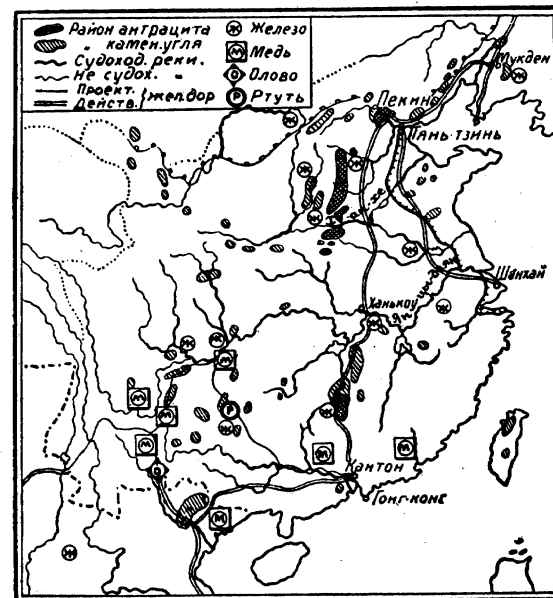 Район антрацита
„ камен. угля
Судоход. реки.
Не судох. „
Проект.
Действ. } жел.дор
Ж Железо
М Медь
О Олово
Р Ртуть
Мукден
Ж
Пекин
Тянь-тзинь
Ж
Ж
Ж
Ж
Ж
Шанхай
Ханькоу
Янцыцзян
Ж
Ж
Ж
Ж
М
М
М
Р
Ж
Ж
М
М
М
О
Кантон
Гонг-конг
М
Ж